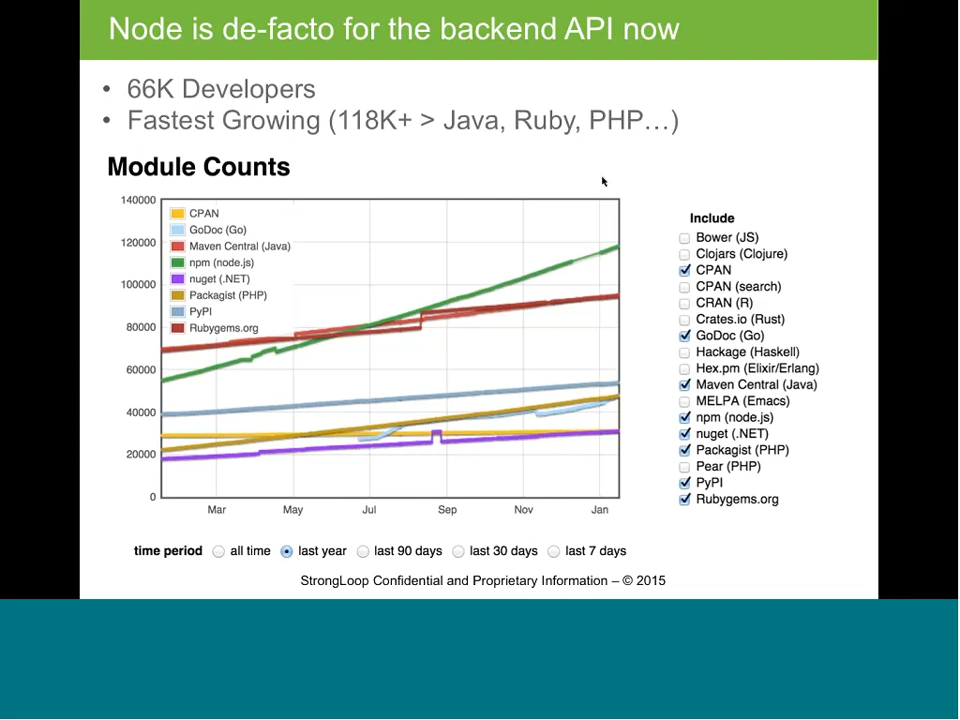 Node is de-facto for the backend API now
• 66K Developers
• Fastest Growing (118K+ > Java, Ruby, PHP…)
Module Counts
140000
120000
100000
80000
60000
40000
20000
0
CPAN
GoDoc (Go)
Maven Central (Java)
npm (node.js)
nuget (.NET)
Packagist (PHP)
PyPI
Rubygems.org
Mar May Jul Sep Nov Jan
Include
Bower (JS)
Clojars (Clojure)
CPAN
CPAN (search)
CRAN (R)
Crates.io (Rust)
GoDoc (Go)
Hackage (Haskell)
Hex.pm (Elixir/Erlang)
Maven Central (Java)
MELPA (Emacs)
npm (node.js)
nuget (.NET)
Packagist (PHP)
Pear (PHP)
PyPI
Rubygems.org
time period all time last year last 90 days last 30 days last 7 days
StrongLoop Confidential and Proprietary Information – © 2015